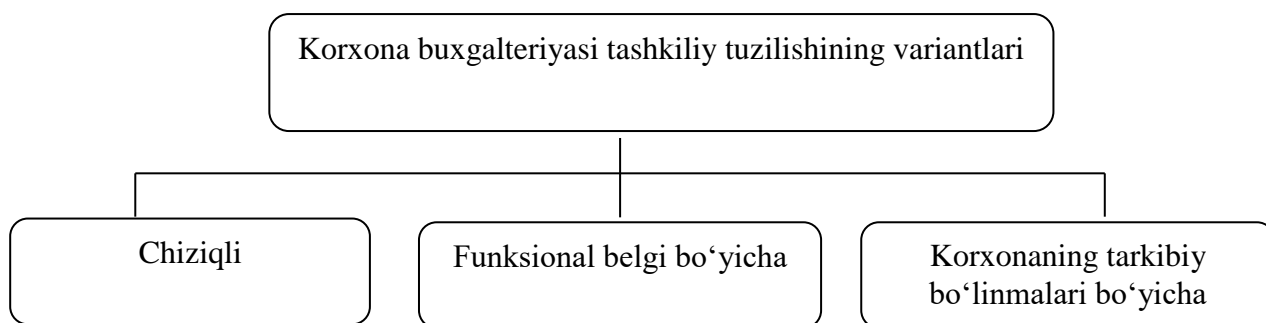 Korxona buxgalteriyasi tashkiliy tuzilishining variantlari
Chiziqli
Funksional belgi bo‘yicha
Korxonaning tarkibiy
bo‘linmalari bo‘yicha